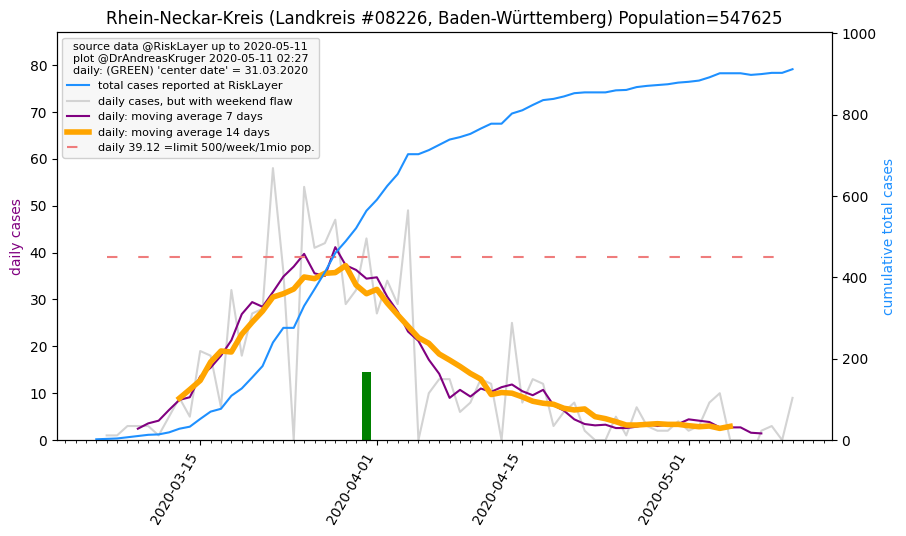 Rhein-Neckar-Kreis (Landkreis #08226, Baden-Württemberg) Population=547625
source data @RiskLayer up to 2020-05-11
plot @DrAndreasKruger 2020-05-11 02:27
daily: (GREEN) 'center date' = 31.03.2020
total cases reported at RiskLayer
daily cases, but with weekend flaw
daily: moving average 7 days
daily: moving average 14 days
daily 39.12 =limit 500/week/1mio pop.
daily cases
80
70
60
50
40
30
20
10
0
cumulative total cases
1000
800
600
400
200
0
2020-03-15
2020-04-01
2020-04-15
2020-05-01